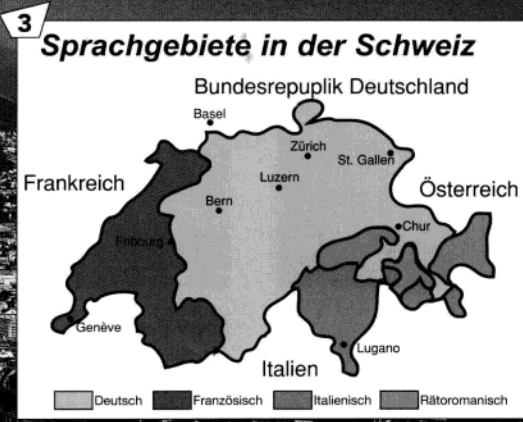 3
Sprachgebiete in der Schweiz
Bundesrepuplik Deutschland
Basel
Zürich
St. Gallen
Luzern
Frankreich
Österreich
Bern
Chur
Fribourg
Genève
Lugano
Italien
Deutsch Französisch Italienisch Rätoromanisch